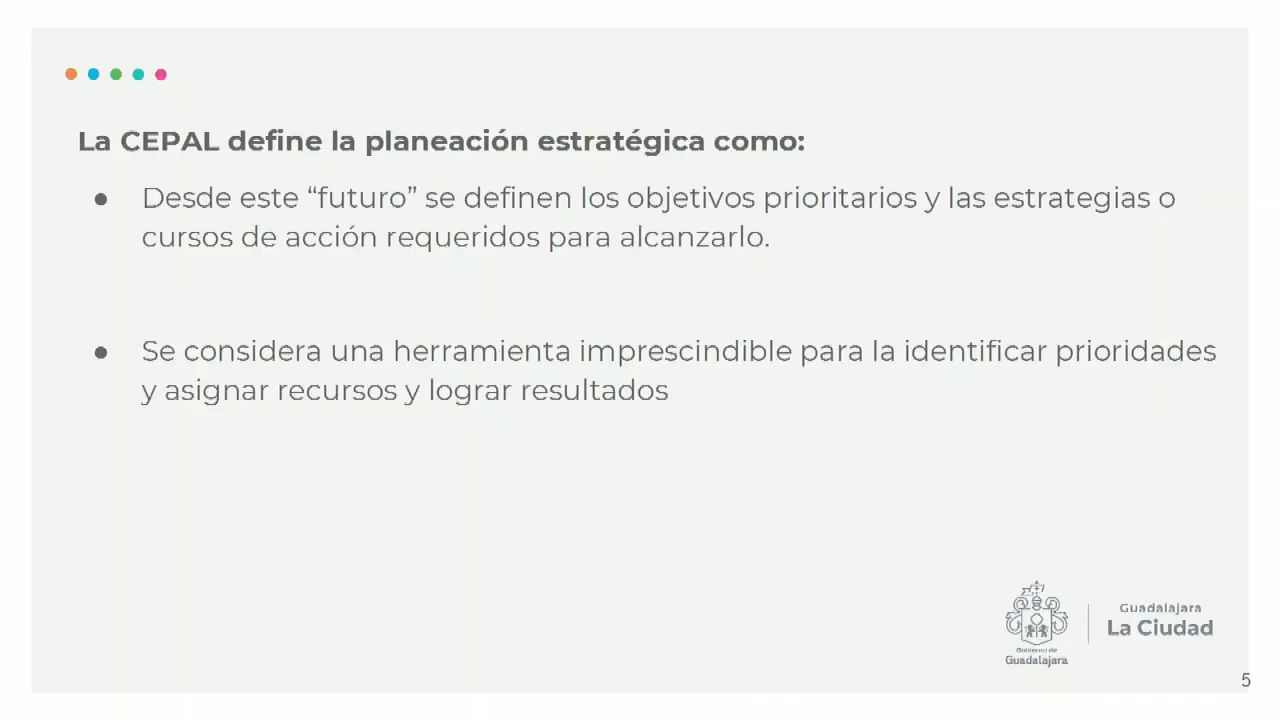 La CEPAL define la planeación estratégica como:
● Desde este “futuro” se definen los objetivos prioritarios y las estrategias o
cursos de acción requeridos para alcanzarlo.
● Se considera una herramienta imprescindible para la identificar prioridades
y asignar recursos y lograr resultados
Gobierno de
Guadalajara
Guadalajara
La Ciudad
5